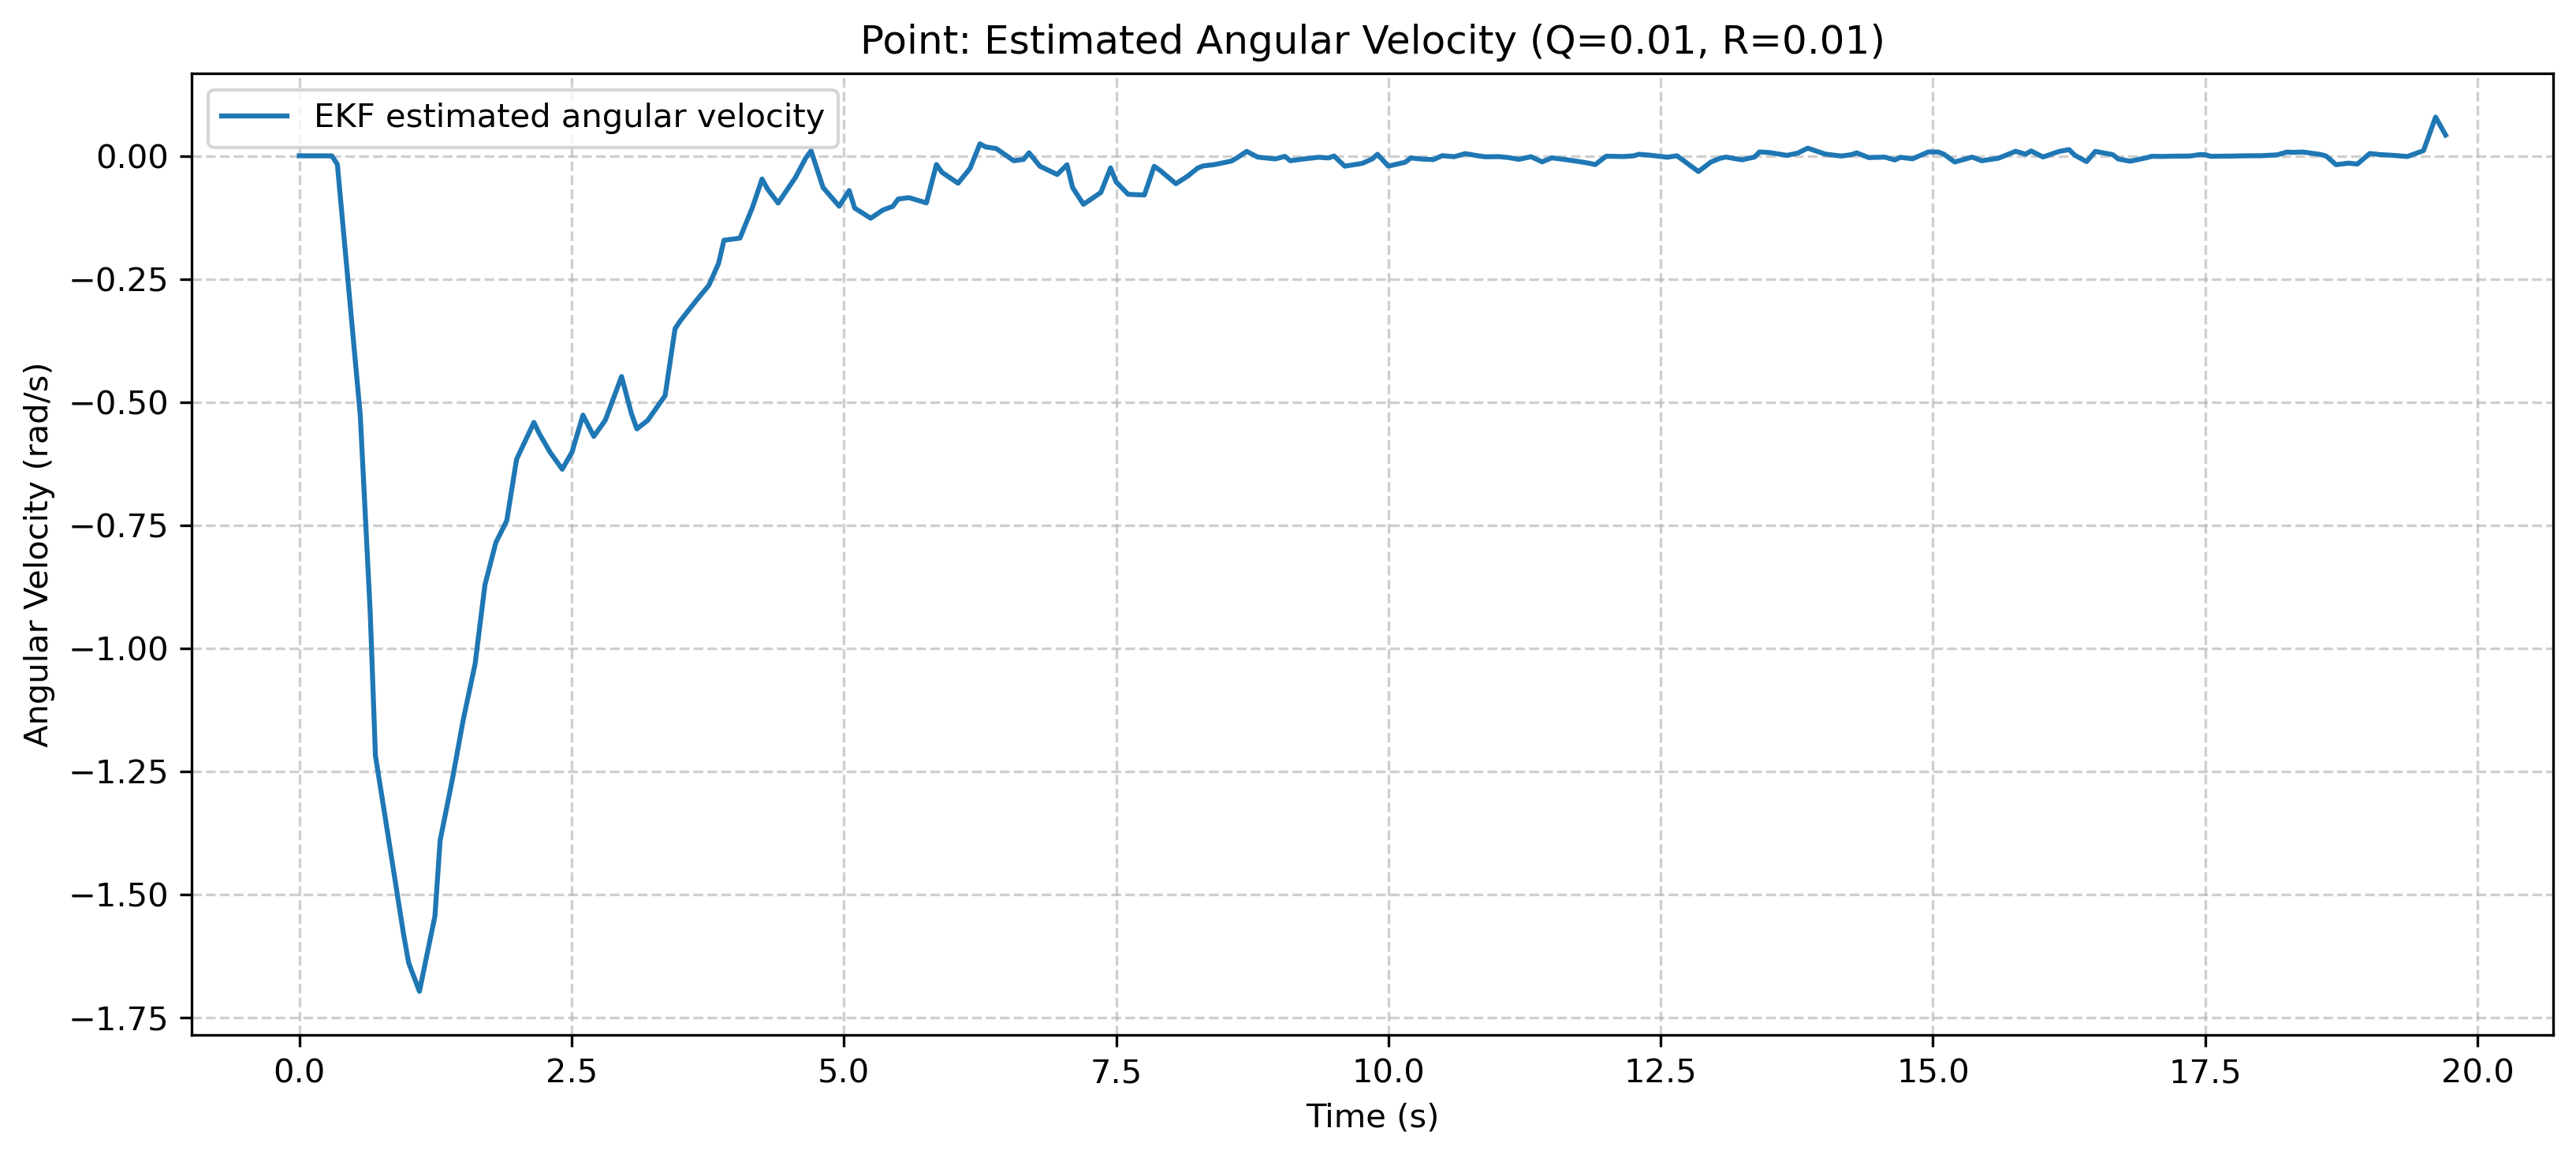 Point: Estimated Angular Velocity (Q=0.01, R=0.01)
EKF estimated angular velocity
Angular Velocity (rad/s)
0.00
−0.25
−0.50
−0.75
−1.00
−1.25
−1.50
−1.75
0.0 2.5 5.0 7.5 10.0 12.5 15.0 17.5 20.0
Time (s)